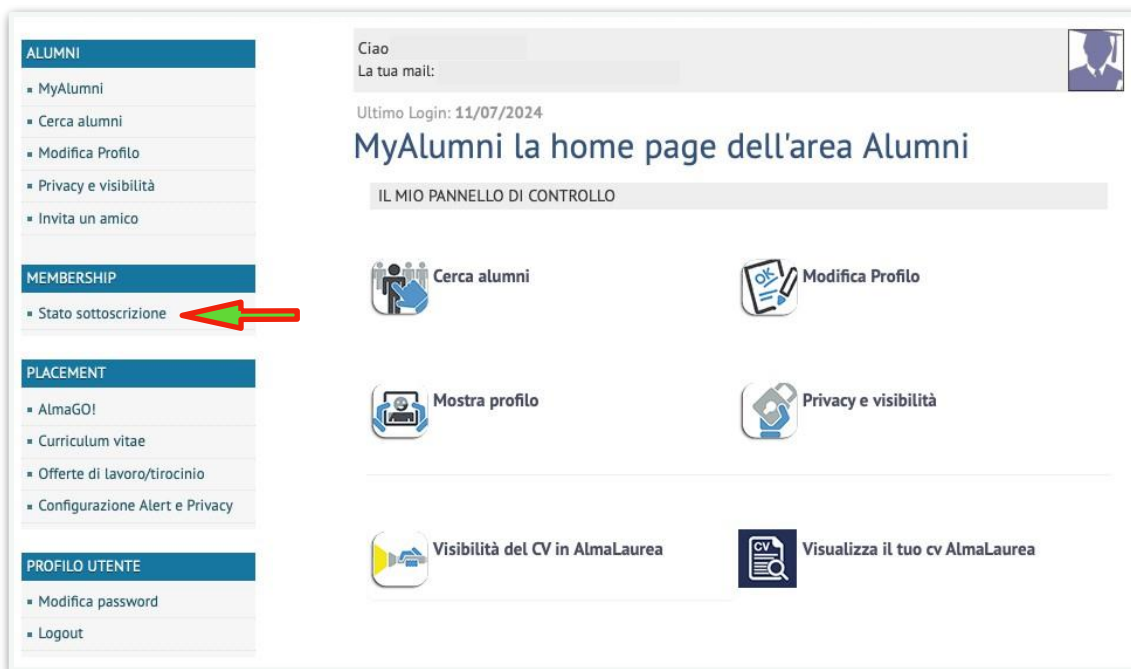 ALUMNI
MyAlumni
Cerca alumni
Modifica Profilo
Privacy e visibilità
Invita un amico
MEMBERSHIP
Stato sottoscrizione
PLACEMENT
AlmaGO!
Curriculum vitae
Offerte di lavoro/tirocinio
Configurazione Alert e Privacy
PROFILO UTENTE
Modifica password
Logout
Ciao
La tua mail:
Ultimo Login: 11/07/2024
MyAlumni la home page dell'area Alumni
IL MIO PANNELLO DI CONTROLLO
Cerca alumni
OK
Modifica Profilo
Mostra profilo
Privacy e visibilità
Visibilità del CV in AlmaLaurea
CV
Visualizza il tuo cv AlmaLaurea